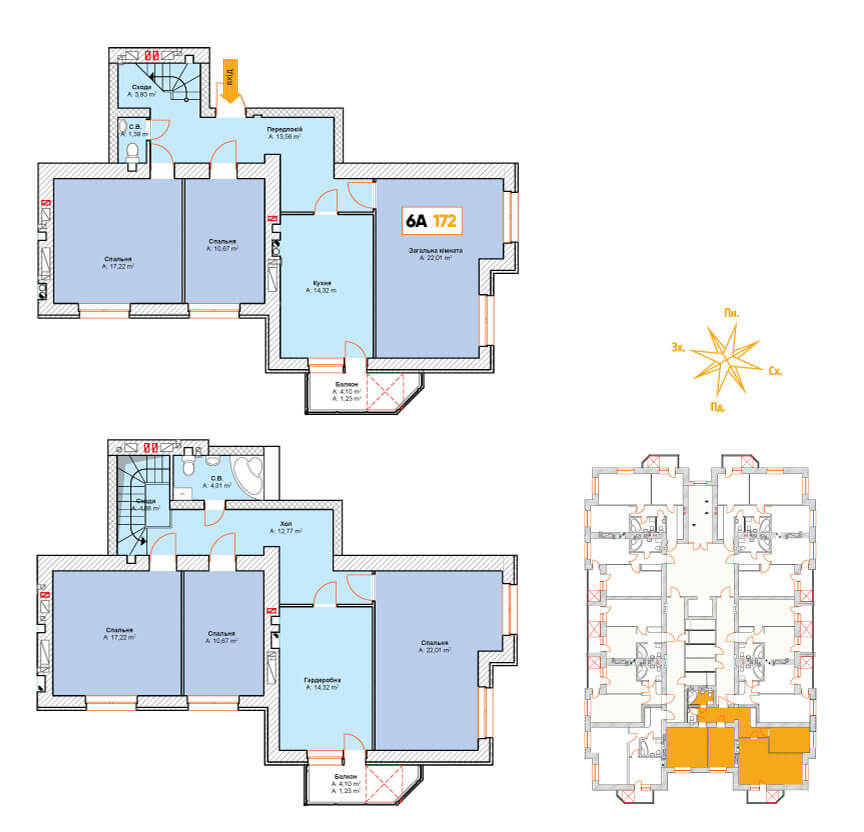 Сходи
А: 3,93 m²
вхід
С.В.
А: 1,39 m²
Передпокій
А: 13,56 m²
6А 172
Спальня
А: 17,22 m²
Спальня
А: 10,67 m²
Загальна кімната
А: 22,01 m²
Кухня
А: 14,32 m
Балкон
А: 4,10 m²
А: 1,23 m²
Пн.
Зх.
Сх.
Пд.
С.В.
А: 4,31 m²
Сходи
А: 4,86 m²
Хол
А: 12,77 m²
Спальня
А: 17,22 m²
Спальня
А: 10,67 m²
Спальня
А: 22,01 m²
Гардеробна
А: 14,32 m²
Балкон
А: 4,10 m²
А: 1,23 m²